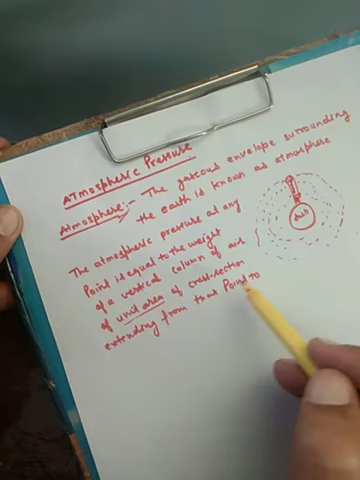 ATMospheric Pressure
Atmosphere:- The gaseous envelope surrounding
the earth is known as atmosphere
The atmospheric pressure at any
Point is equal to the weight
of a vertical column of air
of unit area of cross-section
extending from that Point to